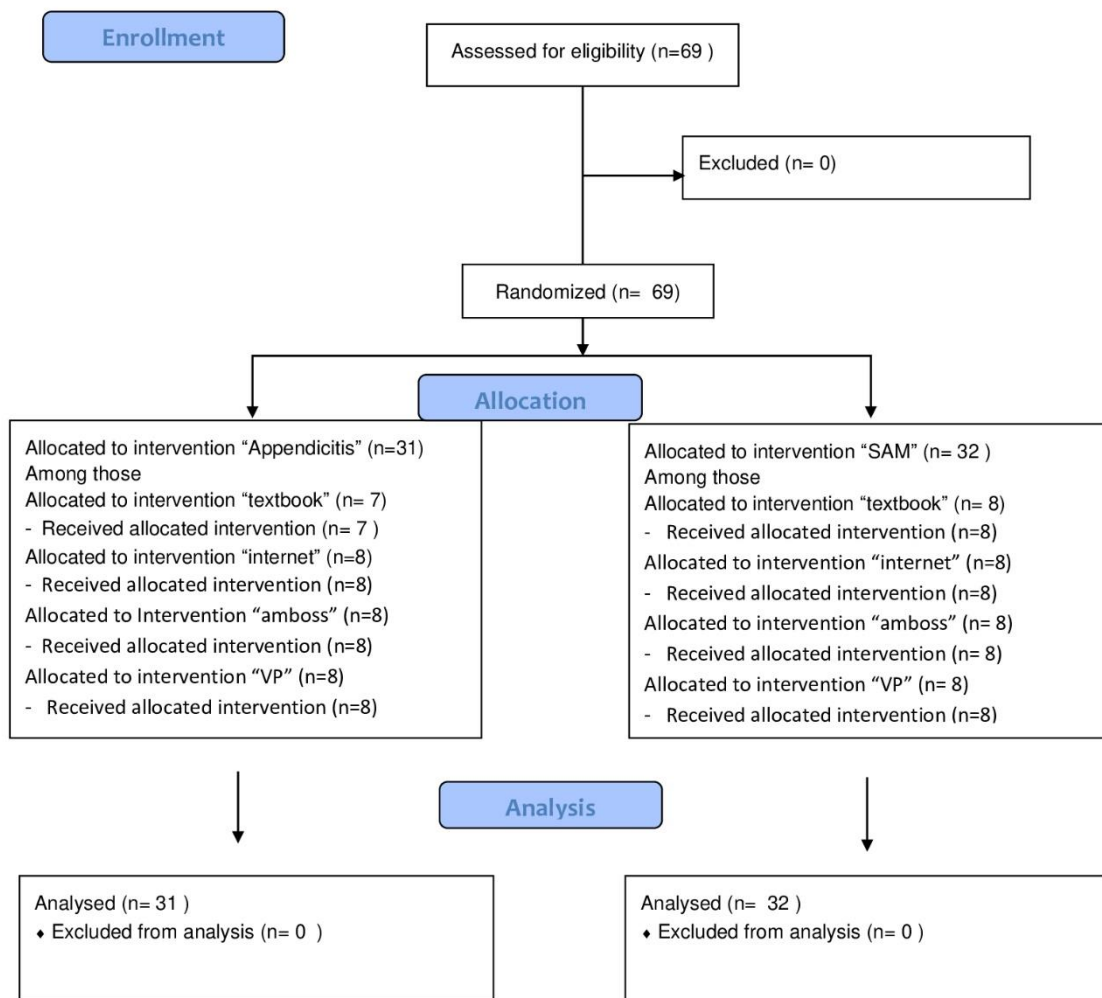 Enrollment
Assessed for eligibility (n=69 )
Excluded (n= 0)
Randomized (n=  69)
Allocation
Allocated to intervention “Appendicitis” (n=31)
Among those
Allocated to intervention “textbook” (n= 7)
- Received allocated intervention (n= 7 )
Allocated to intervention “internet” (n=8)
- Received allocated intervention (n=8)
Allocated to Intervention “amboss” (n=8)
- Received allocated intervention (n=8)
Allocated to intervention “VP” (n=8)
- Received allocated intervention (n=8)
Allocated to intervention “SAM” (n= 32 )
Among those
Allocated to intervention “textbook” (n= 8)
- Received allocated intervention (n=8)
Allocated to intervention “internet” (n=8)
- Received allocated intervention (n=8)
Allocated to intervention “amboss” (n= 8)
- Received allocated intervention (n= 8)
Allocated to intervention “VP” (n= 8)
- Received allocated intervention (n=8)
Analysis
Analysed (n= 31 )
♦ Excluded from analysis (n= 0  )
Analysed (n=  32 )
♦ Excluded from analysis (n= 0 )